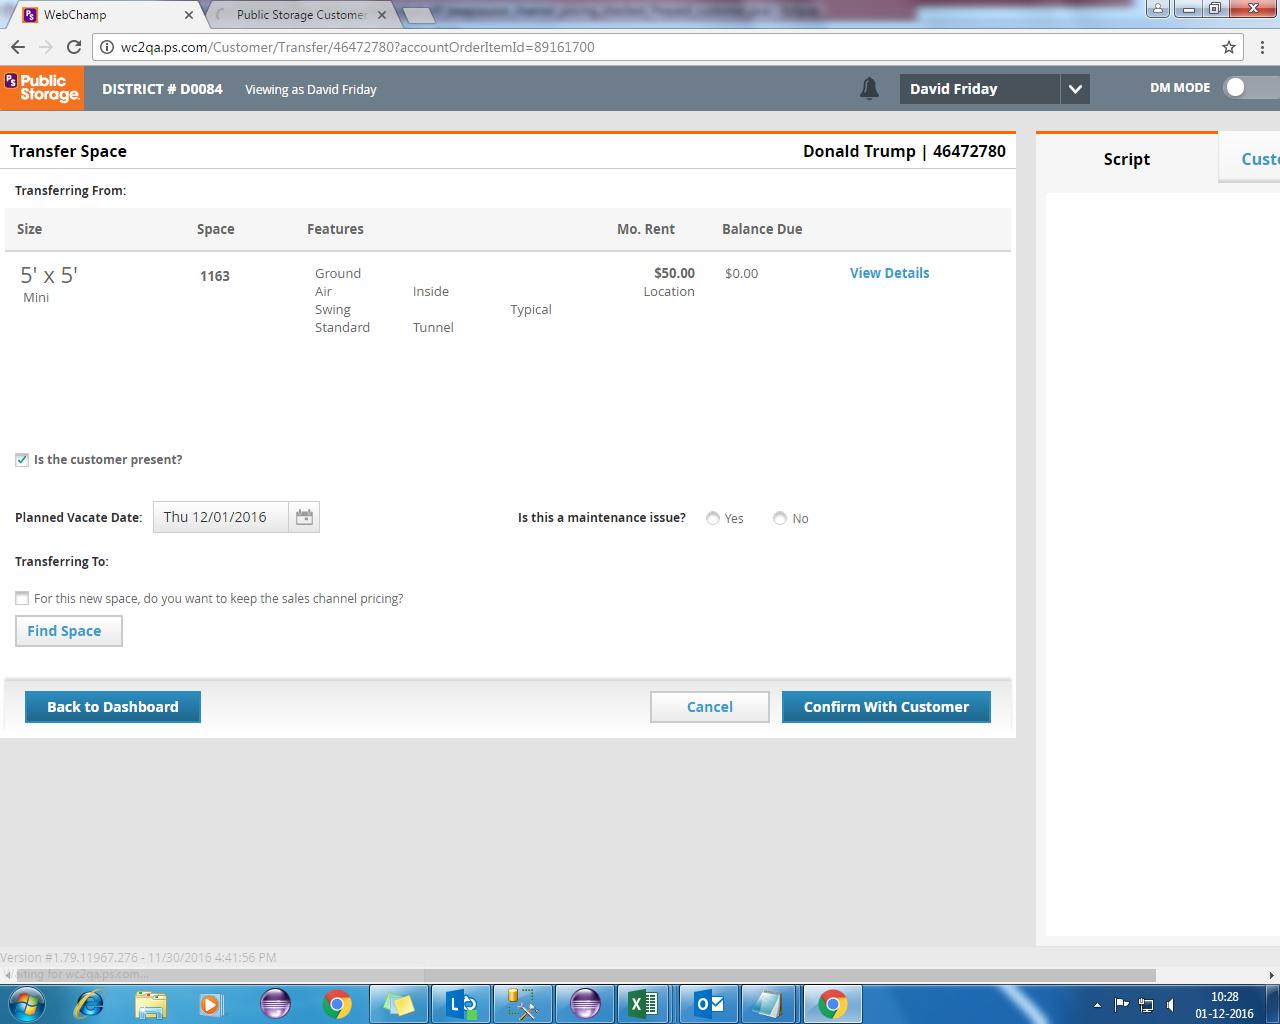 WebChamp
Public Storage Customer
wc2qa.ps.com/Customer/Transfer/46472780?accountOrderItemId=89161700
PS Public Storage.
DISTRICT # D0084
Viewing as David Friday
David Friday
DM MODE
Transfer Space
Donald Trump | 46472780
Script
Custo
Transferring From:
Size Space Features Mo. Rent Balance Due
5' x 5' 1163 Ground $50.00 $0.00 View Details
Mini Air Inside Location
Swing Typical
Standard Tunnel
Is the customer present?
Planned Vacate Date: Thu 12/01/2016 Is this a maintenance issue? Yes No
Transferring To:
For this new space, do you want to keep the sales channel pricing?
Find Space
Back to Dashboard Cancel Confirm With Customer
Version #1.79.11967.276 - 11/30/2016 4:41:56 PM
Waiting for wc2qa.ps.com...
10:28
01-12-2016